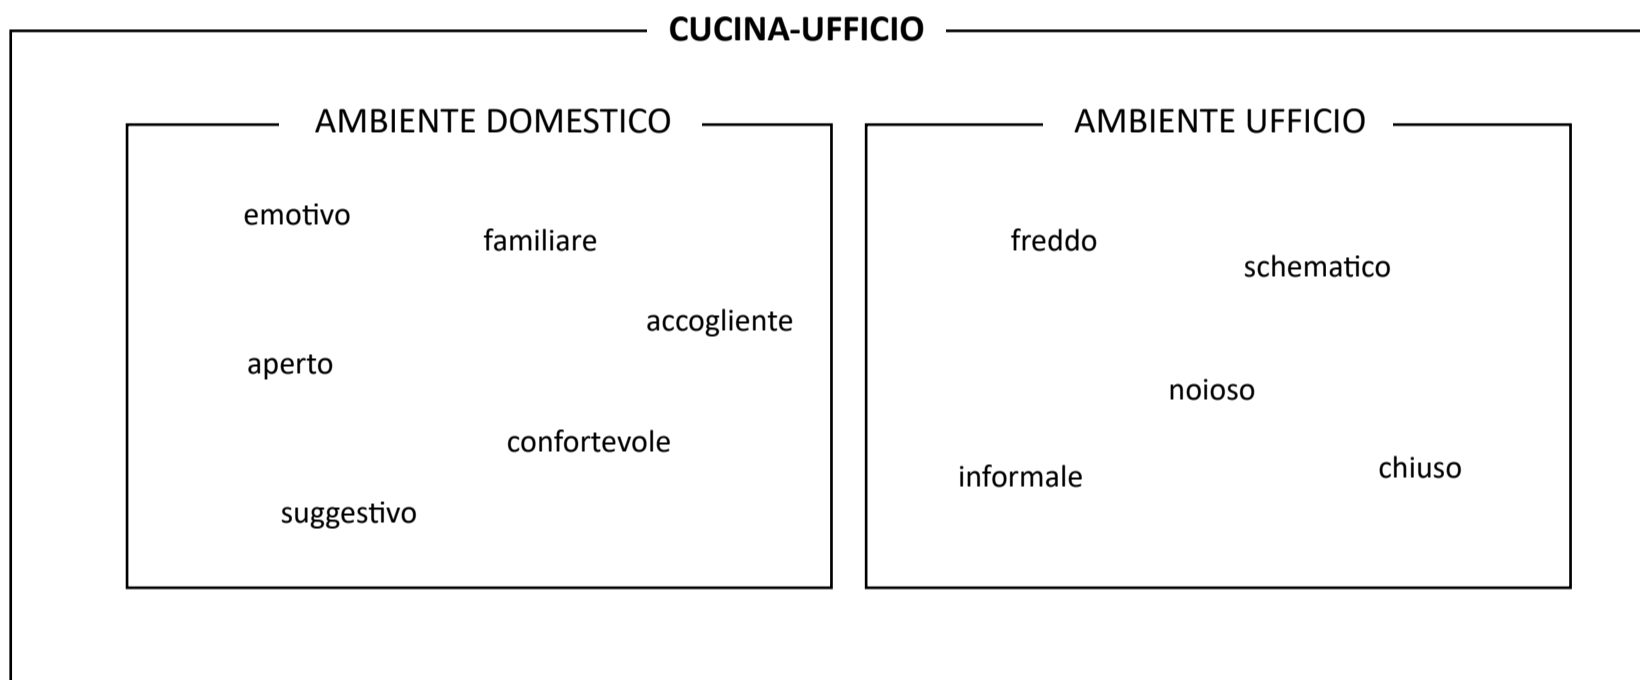 CUCINA-UFFICIO
AMBIENTE DOMESTICO
emotivo
familiare
accogliente
aperto
confortevole
suggestivo
AMBIENTE UFFICIO
freddo
schematico
noioso
informale
chiuso